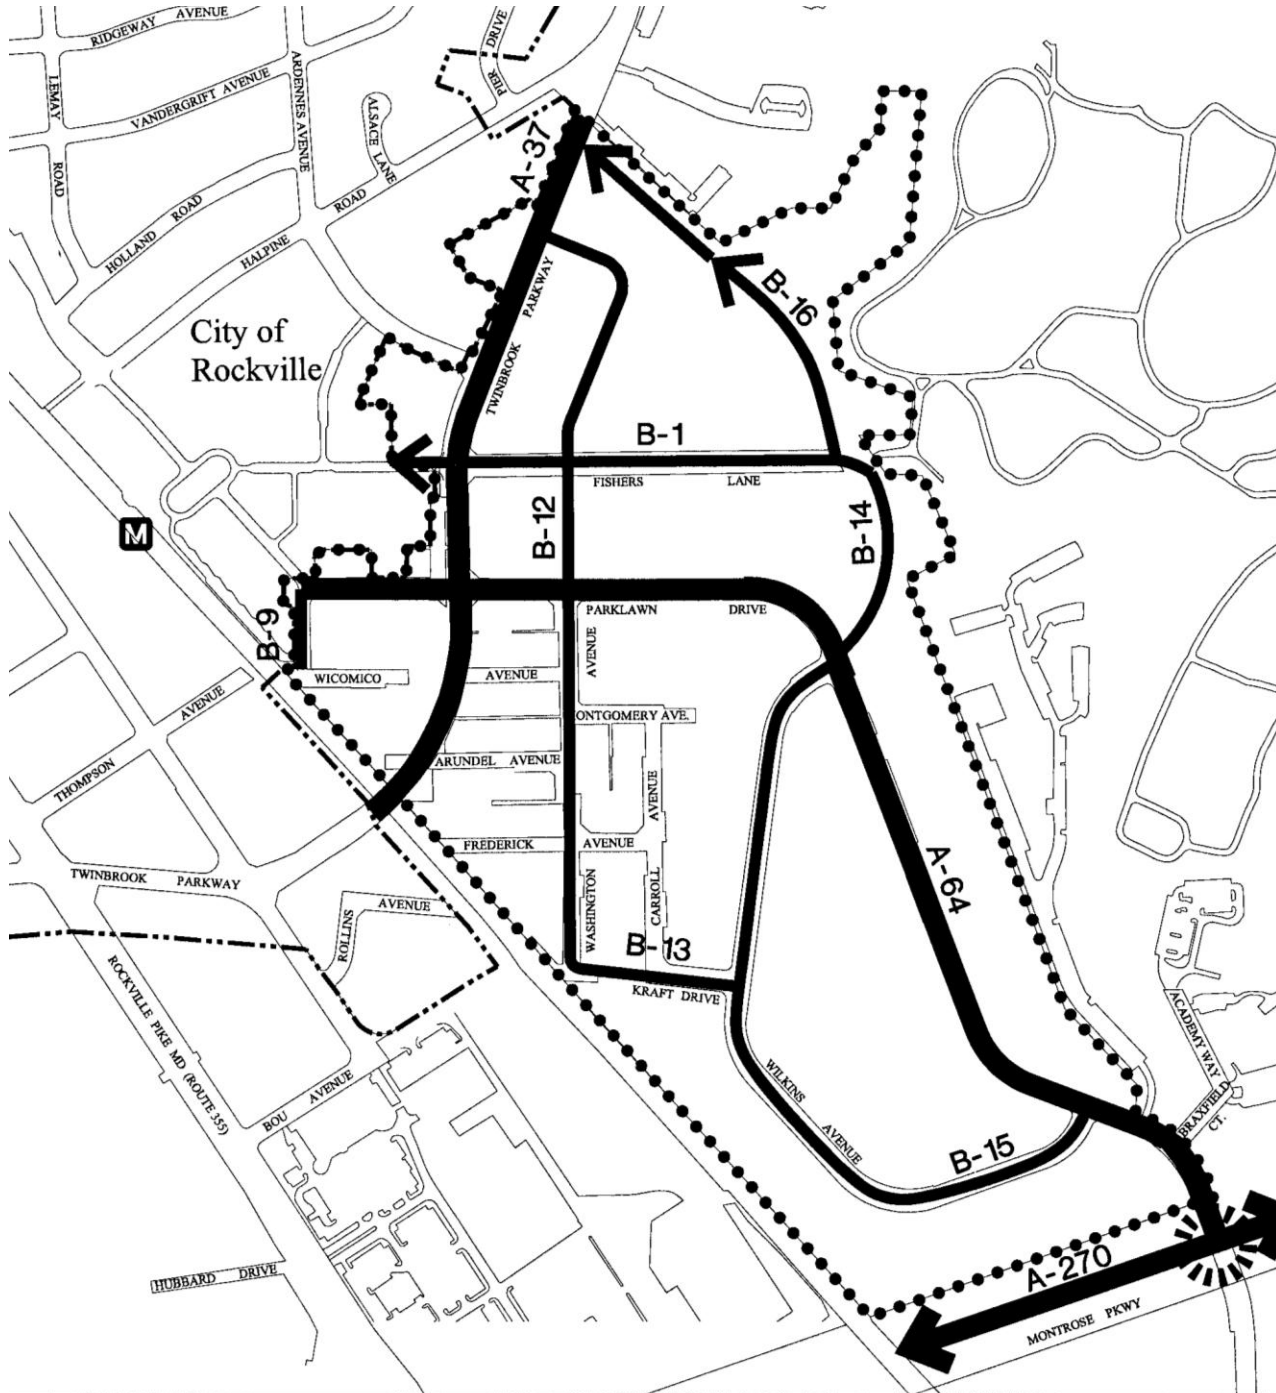 RIDGEWAY AVENUE
PIER DRIVE
LEMAY
ROAD
VANDERGRIFT AVENUE
ARDENNES AVENUE
ALSACE LANE
A-37
HOLLAND ROAD
HALPINE ROAD
B-16
City of
Rockville
TWINBROOK PARKWAY
B-1
FISHERS LANE
M
B-12
B-14
B-9
PARKLAWN DRIVE
WICOMICO AVENUE
AVENUE
ONTGOMERY AVE.
THOMPSON AVENUE
ARUNDEL AVENUE
FREDERICK AVENUE
WASHINGTON
CARROLL AVENUE
A-64
TWINBROOK PARKWAY
ROLLINS AVENUE
B-13
KRAFT DRIVE
ROCKVILLE PIKE MD (ROUTE 355)
ACADEMY WAY
WILKINS AVENUE
BOU AVENUE
BRAXFIELD
CT.
B-15
HUBBARD DRIVE
A-270
MONTROSE PKWY